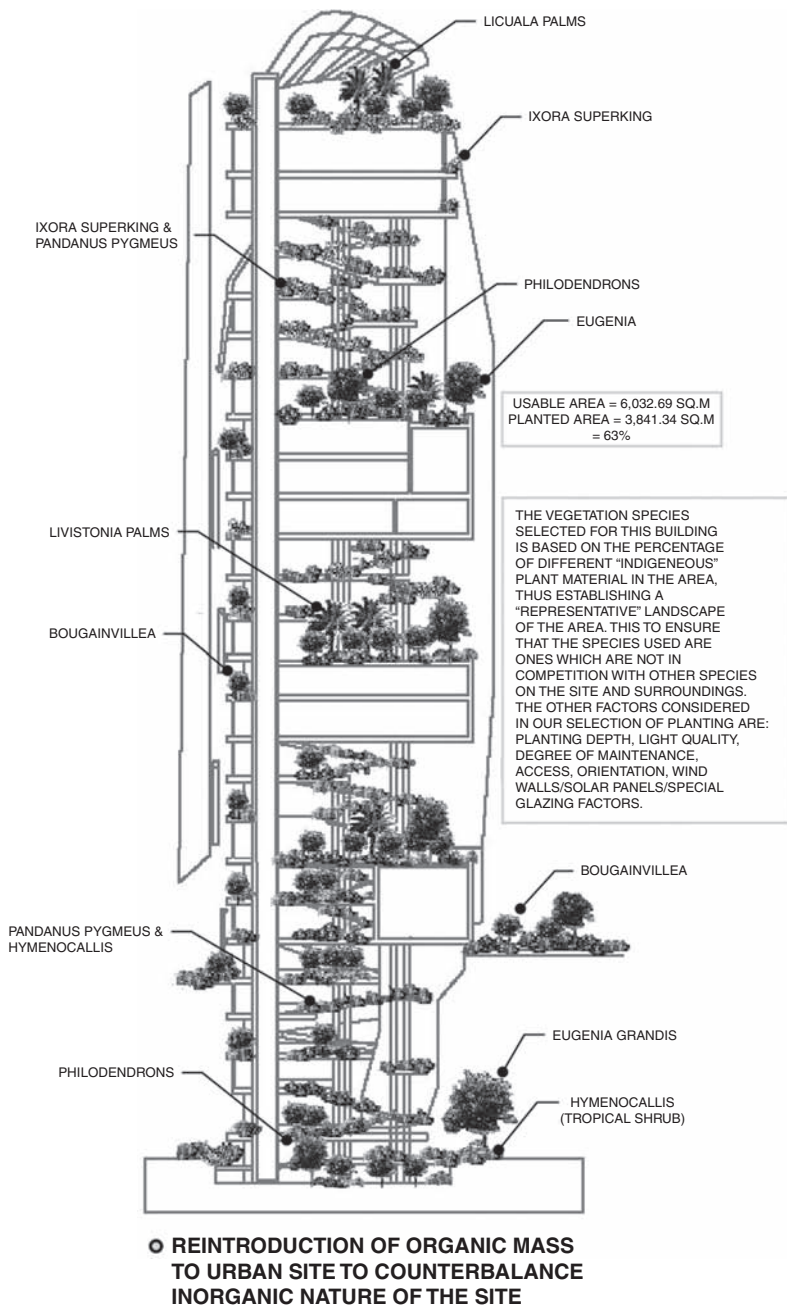 LICUALA PALMS
IXORA SUPERKING
IXORA SUPERKING &
PANDANUS PYGMEUS
PHILODENDRONS
EUGENIA
USABLE AREA = 6,032.69 SQ.M
PLANTED AREA = 3,841.34 SQ.M
= 63%
THE VEGETATION SPECIES
SELECTED FOR THIS BUILDING
IS BASED ON THE PERCENTAGE
OF DIFFERENT “INDIGENEOUS”
PLANT MATERIAL IN THE AREA,
THUS ESTABLISHING A
“REPRESENTATIVE” LANDSCAPE
OF THE AREA. THIS TO ENSURE
THAT THE SPECIES USED ARE
ONES WHICH ARE NOT IN
COMPETITION WITH OTHER SPECIES
ON THE SITE AND SURROUNDINGS.
THE OTHER FACTORS CONSIDERED
IN OUR SELECTION OF PLANTING ARE:
PLANTING DEPTH, LIGHT QUALITY,
DEGREE OF MAINTENANCE,
ACCESS, ORIENTATION, WIND
WALLS/SOLAR PANELS/SPECIAL
GLAZING FACTORS.
LIVISTONIA PALMS
BOUGAINVILLEA
BOUGAINVILLEA
PANDANUS PYGMEUS &
HYMENOCALLIS
EUGENIA GRANDIS
PHILODENDRONS
HYMENOCALLIS
(TROPICAL SHRUB)
REINTRODUCTION OF ORGANIC MASS
TO URBAN SITE TO COUNTERBALANCE
INORGANIC NATURE OF THE SITE